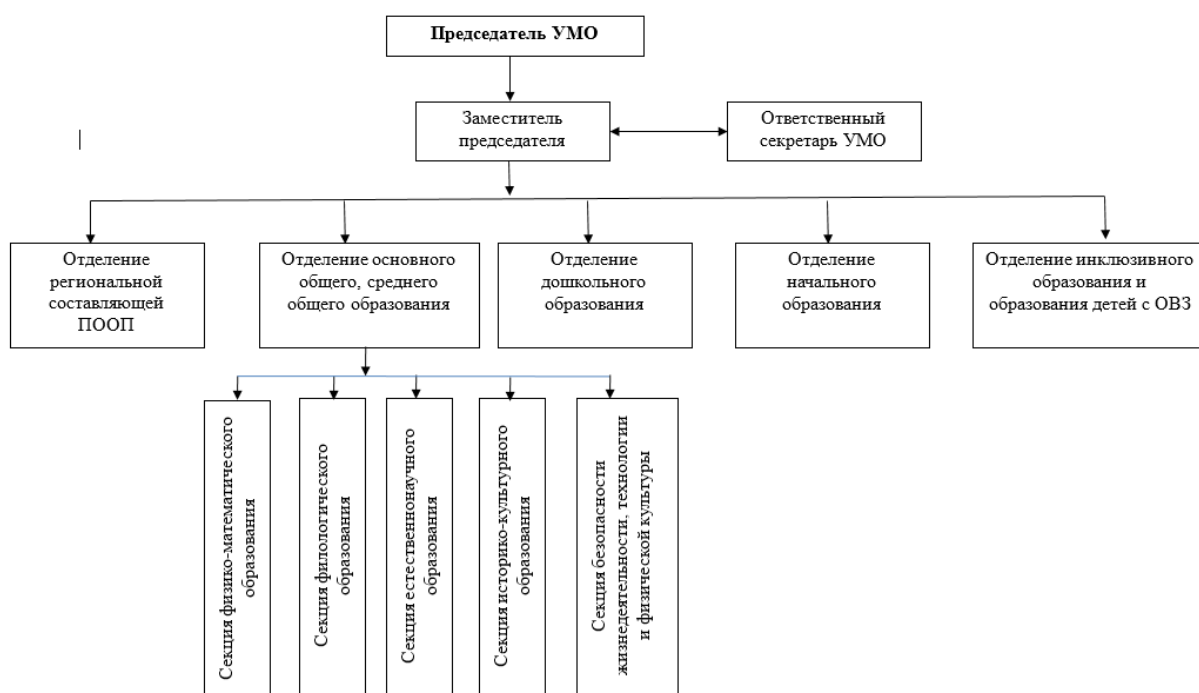 Председатель УМО
Заместитель
председателя
Ответственный
секретарь УМО
Отделение
региональной
составляющей
ПООП
Отделение основного
общего, среднего
общего образования
Отделение
дошкольного
образования
Отделение
начального
образования
Отделение инклюзивного
образования и
образования детей с ОВЗ
Секция физико-математического
образования
Секция филологического
образования
Секция естественнонаучного
образования
Секция историко-культурного
образования
Секция безопасности
жизнедеятельности, технологии
и физической культуры